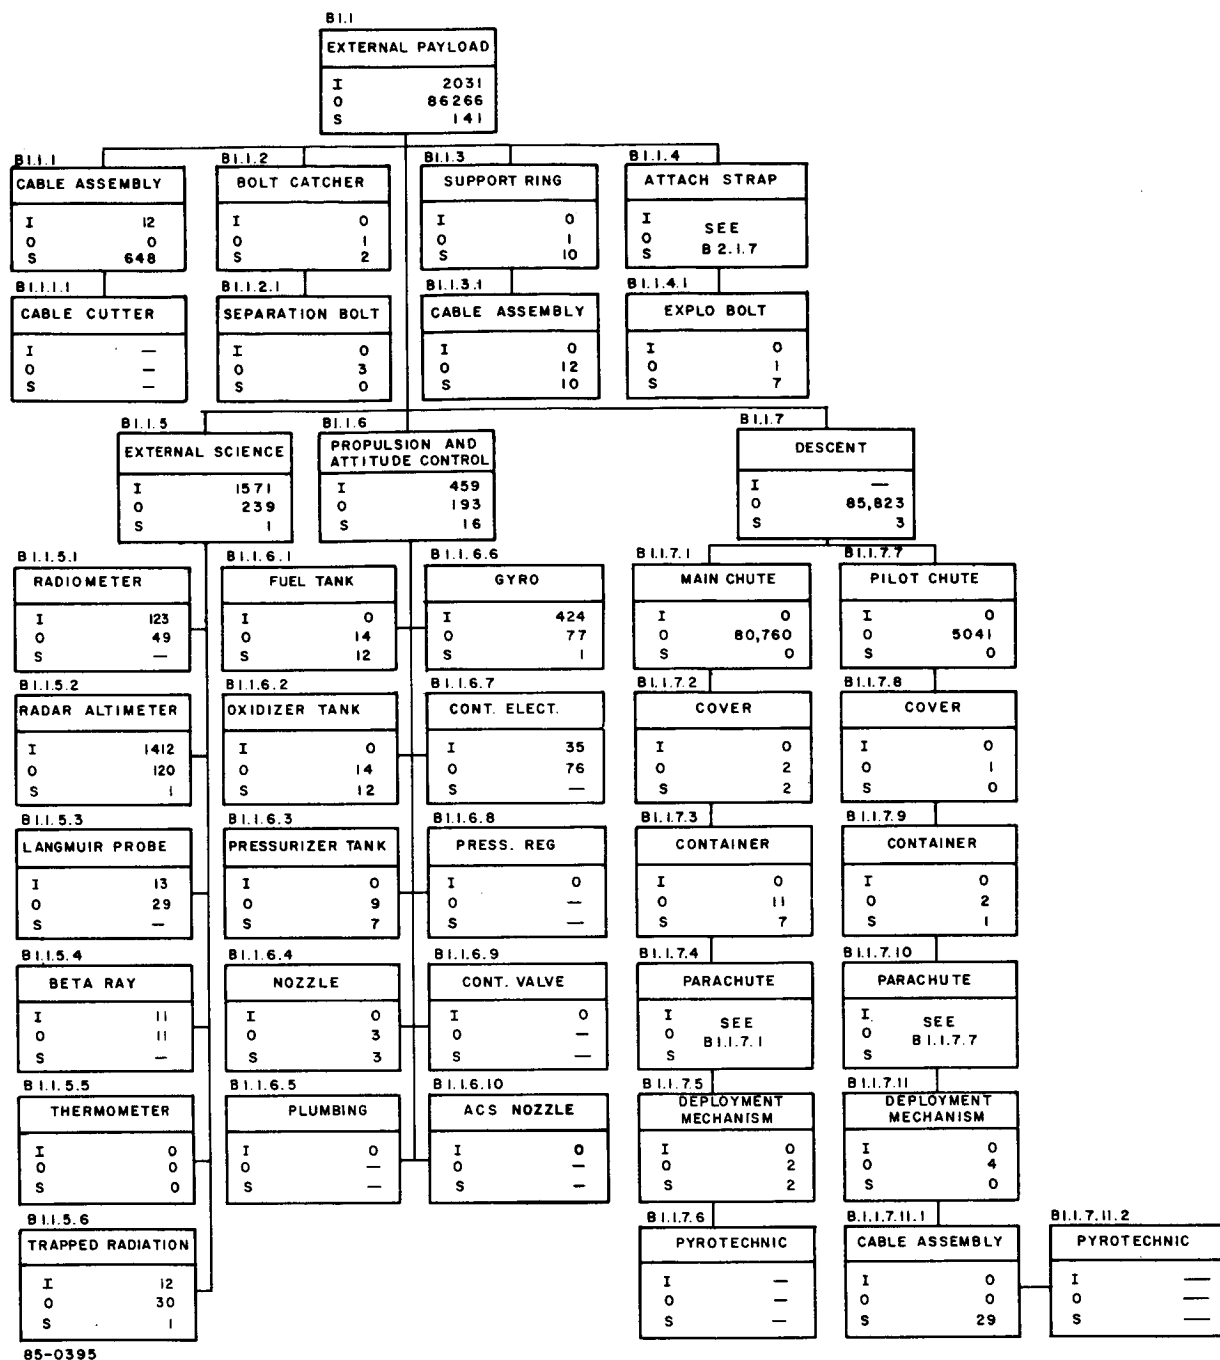 B1.1
EXTERNAL PAYLOAD
I 2031
O 86266
S 141
B1.1.1
CABLE ASSEMBLY
I 12
O 0
S 648
B1.1.2
BOLT CATCHER
I 0
O 1
S 2
B1.1.3
SUPPORT RING
I 0
O 1
S 10
B1.1.4
ATTACH STRAP
I
O SEE
S B2.1.7
B1.1.1.1
CABLE CUTTER
I —
O —
S —
B1.1.2.1
SEPARATION BOLT
I 0
O 3
S 0
B1.1.3.1
CABLE ASSEMBLY
I 0
O 12
S 10
B1.1.4.1
EXPLO BOLT
I 0
O 1
S 7
B1.1.5
EXTERNAL SCIENCE
I 1571
O 239
S 1
B1.1.6
PROPULSION AND
ATTITUDE CONTROL
I 459
O 193
S 16
B1.1.7
DESCENT
I —
O 85,823
S 3
B1.1.5.1
RADIOMETER
I 123
O 49
S —
B1.1.6.1
FUEL TANK
I 0
O 14
S 12
B1.1.6.6
GYRO
I 424
O 77
S 1
B1.1.7.1
MAIN CHUTE
I 0
O 80,760
S 0
B1.1.7.7
PILOT CHUTE
I 0
O 5041
S 0
B1.1.5.2
RADAR ALTIMETER
I 1412
O 120
S 1
B1.1.6.2
OXIDIZER TANK
I 0
O 14
S 12
B1.1.6.7
CONT. ELECT.
I 35
O 76
S —
B1.1.7.2
COVER
I 0
O 2
S 2
B1.1.7.8
COVER
I 0
O 1
S 0
B1.1.5.3
LANGMUIR PROBE
I 13
O 29
S —
B1.1.6.3
PRESSURIZER TANK
I 0
O 9
S 7
B1.1.6.8
PRESS. REG
I 0
O —
S —
B1.1.7.3
CONTAINER
I 0
O 11
S 7
B1.1.7.9
CONTAINER
I 0
O 2
S 1
B1.1.5.4
BETA RAY
I 11
O 11
S —
B1.1.6.4
NOZZLE
I 0
O 3
S 3
B1.1.6.9
CONT. VALVE
I 0
O —
S —
B1.1.7.4
PARACHUTE
I SEE
O B1.1.7.1
S
B1.1.7.10
PARACHUTE
I SEE
O B1.1.7.7
S
B1.1.5.5
THERMOMETER
I 0
O 0
S 0
B1.1.6.5
PLUMBING
I 0
O —
S —
B1.1.6.10
ACS NOZZLE
I 0
O —
S —
B1.1.7.5
DEPLOYMENT
MECHANISM
I 0
O 2
S 2
B1.1.7.11
DEPLOYMENT
MECHANISM
I 0
O 4
S 0
B1.1.5.6
TRAPPED RADIATION
I 12
O 30
S 1
B1.1.7.6
PYROTECHNIC
I —
O —
S —
B1.1.7.11.1
CABLE ASSEMBLY
I 0
O 0
S 29
B1.1.7.11.2
PYROTECHNIC
I —
O —
S —
85-0395